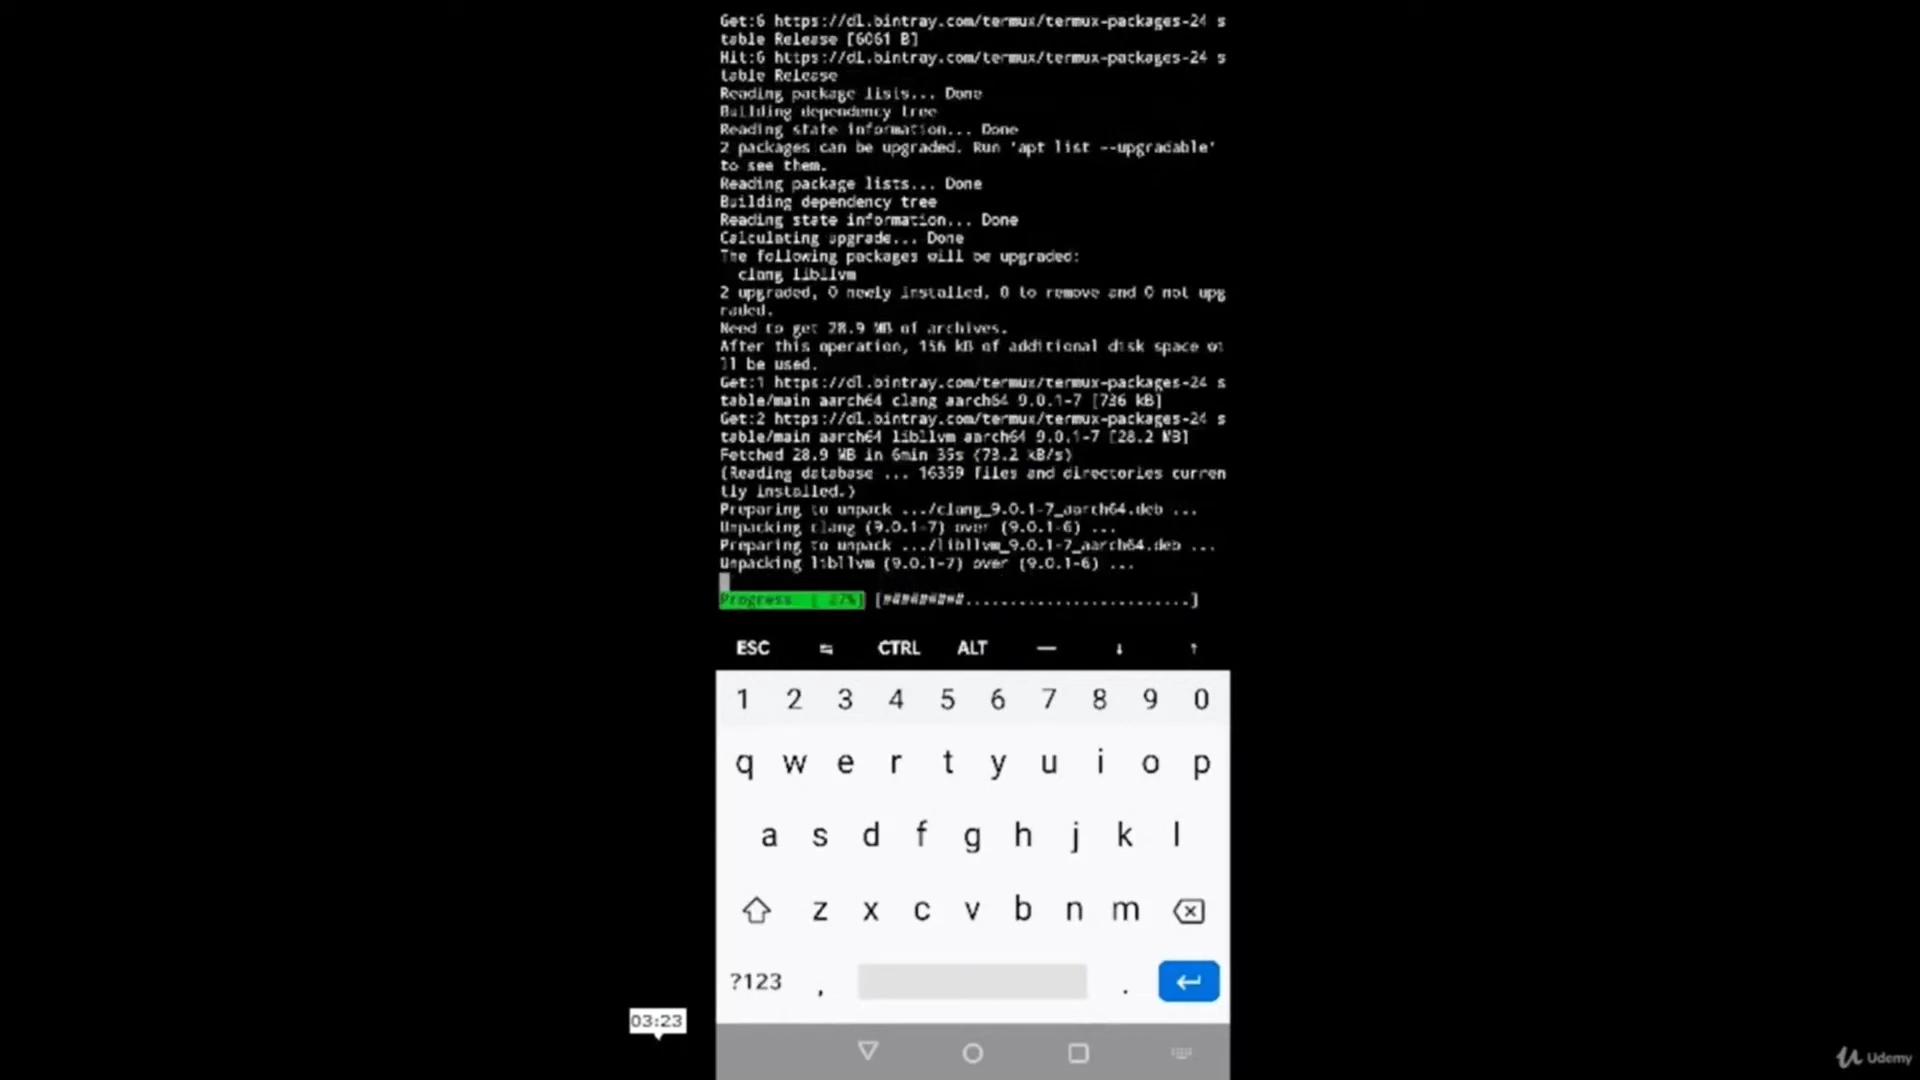 Get:6 https://dl.bintray.com/termux/termux-packages-24 s
table Release [6061 B]
Hit:6 https://dl.bintray.com/termux/termux-packages-24 s
table Release
Reading package lists... Done
Building dependency tree
Reading state information... Done
2 packages can be upgraded. Run 'apt list --upgradable'
to see them.
Reading package lists... Done
Building dependency tree
Reading state information... Done
Calculating upgrade... Done
The following packages will be upgraded:
clang libllvm
2 upgraded, 0 newly installed, 0 to remove and 0 not upg
raded.
Need to get 28.9 MB of archives.
After this operation, 156 kB of additional disk space wi
ll be used.
Get:1 https://dl.bintray.com/termux/termux-packages-24 s
table/main aarch64 clang aarch64 9.0.1-7 [736 kB]
Get:2 https://dl.bintray.com/termux/termux-packages-24 s
table/main aarch64 libllvm aarch64 9.0.1-7 [28.2 MB]
Fetched 28.9 MB in 6min 35s (73.2 kB/s)
(Reading database ... 16359 files and directories curren
tly installed.)
Preparing to unpack .../clang_9.0.1-7_aarch64.deb ...
Unpacking clang (9.0.1-7) over (9.0.1-6) ...
Preparing to unpack .../libllvm_9.0.1-7_aarch64.deb ...
Unpacking libllvm (9.0.1-7) over (9.0.1-6) ...
Progress: [ 27%] [#########.........................]
ESC ⇆ CTRL ALT — ↓ ↑
1 2 3 4 5 6 7 8 9 0
q w e r t y u i o p
a s d f g h j k l
z x c v b n m
?123 , .
03:23
Udemy